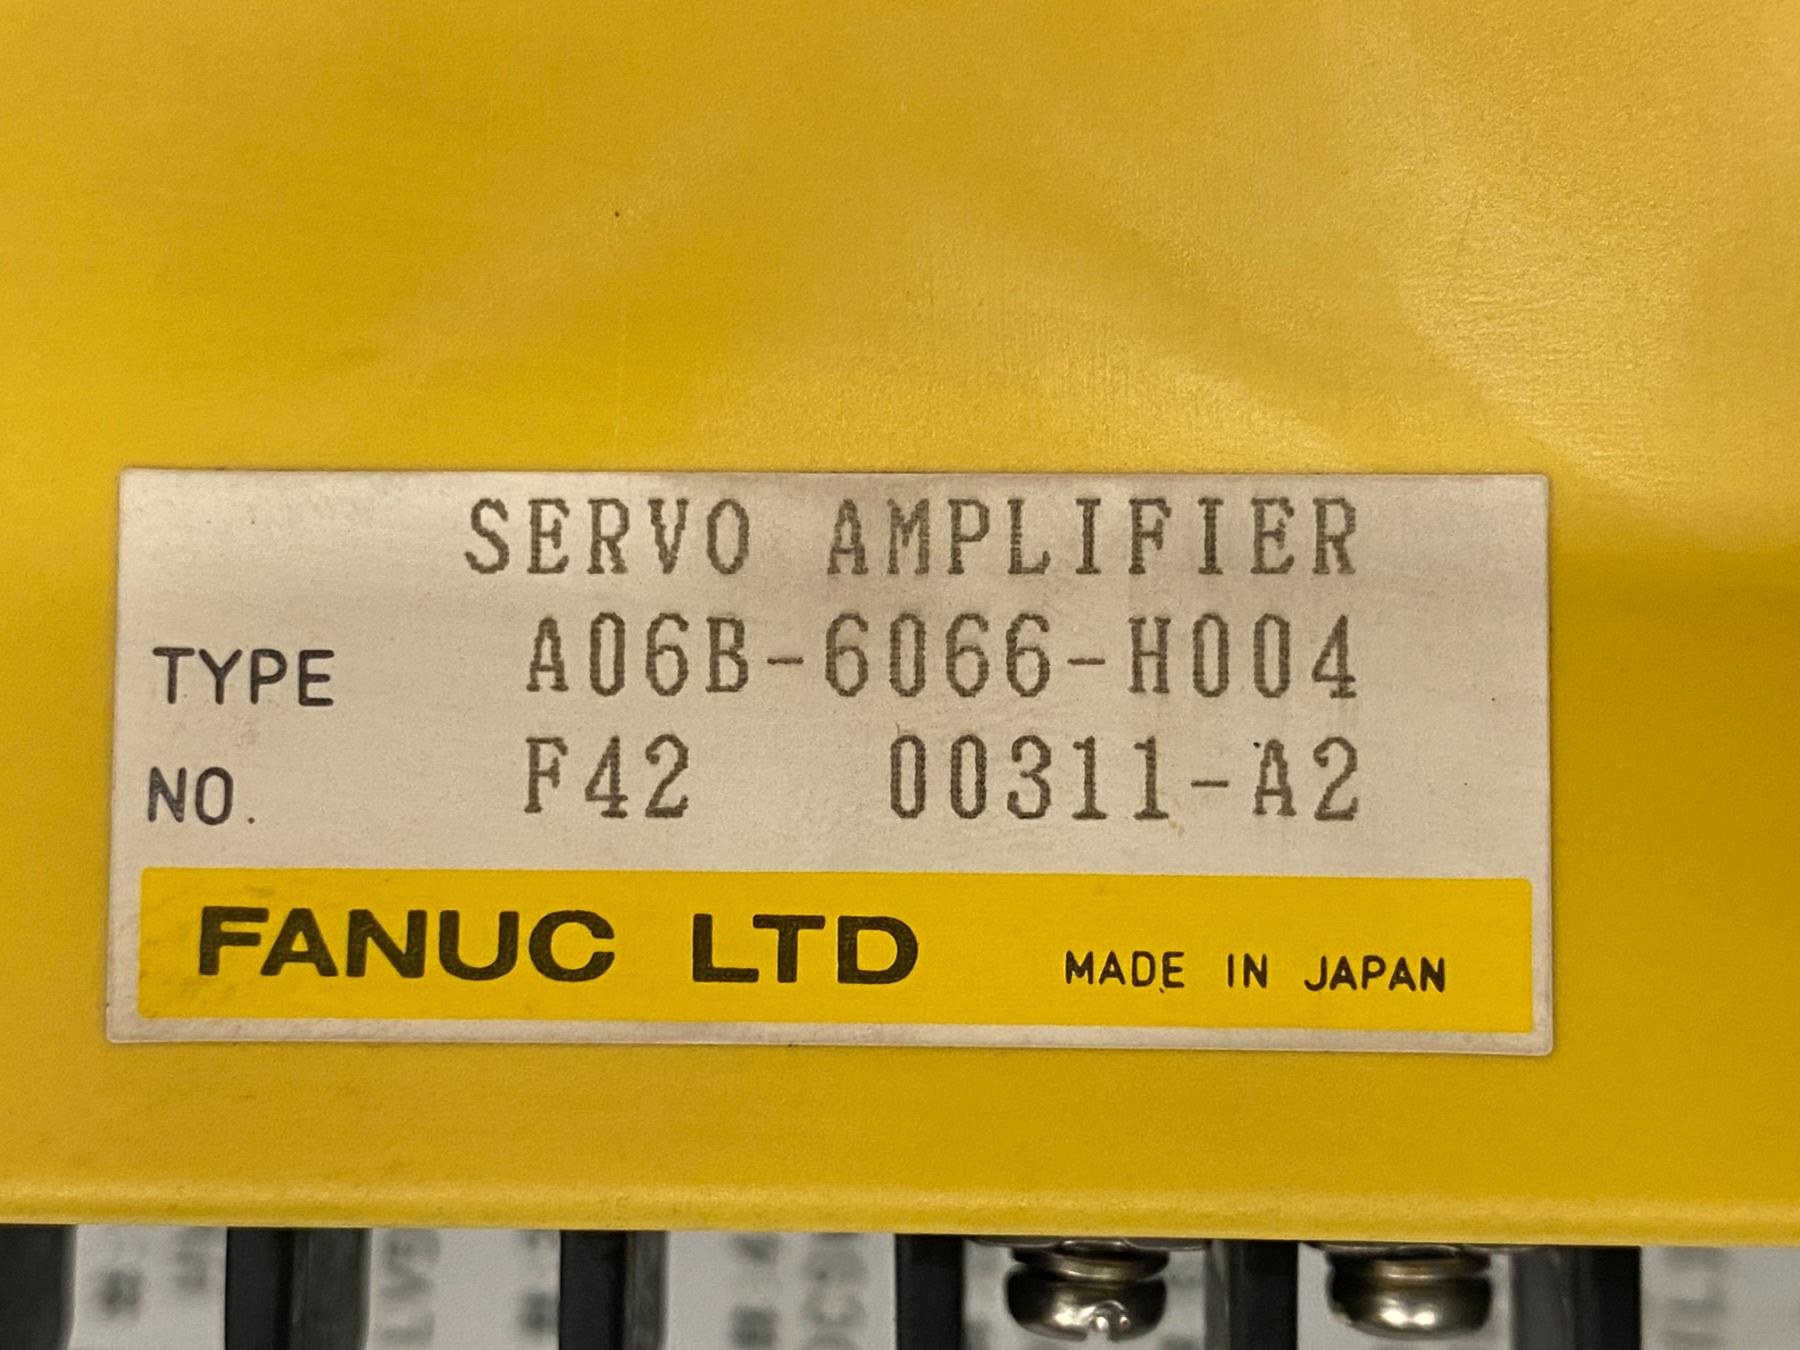 SERVO AMPLIFIER
TYPE A06B-6066-H004
NO. F42 00311-A2
FANUC LTD MADE IN JAPAN